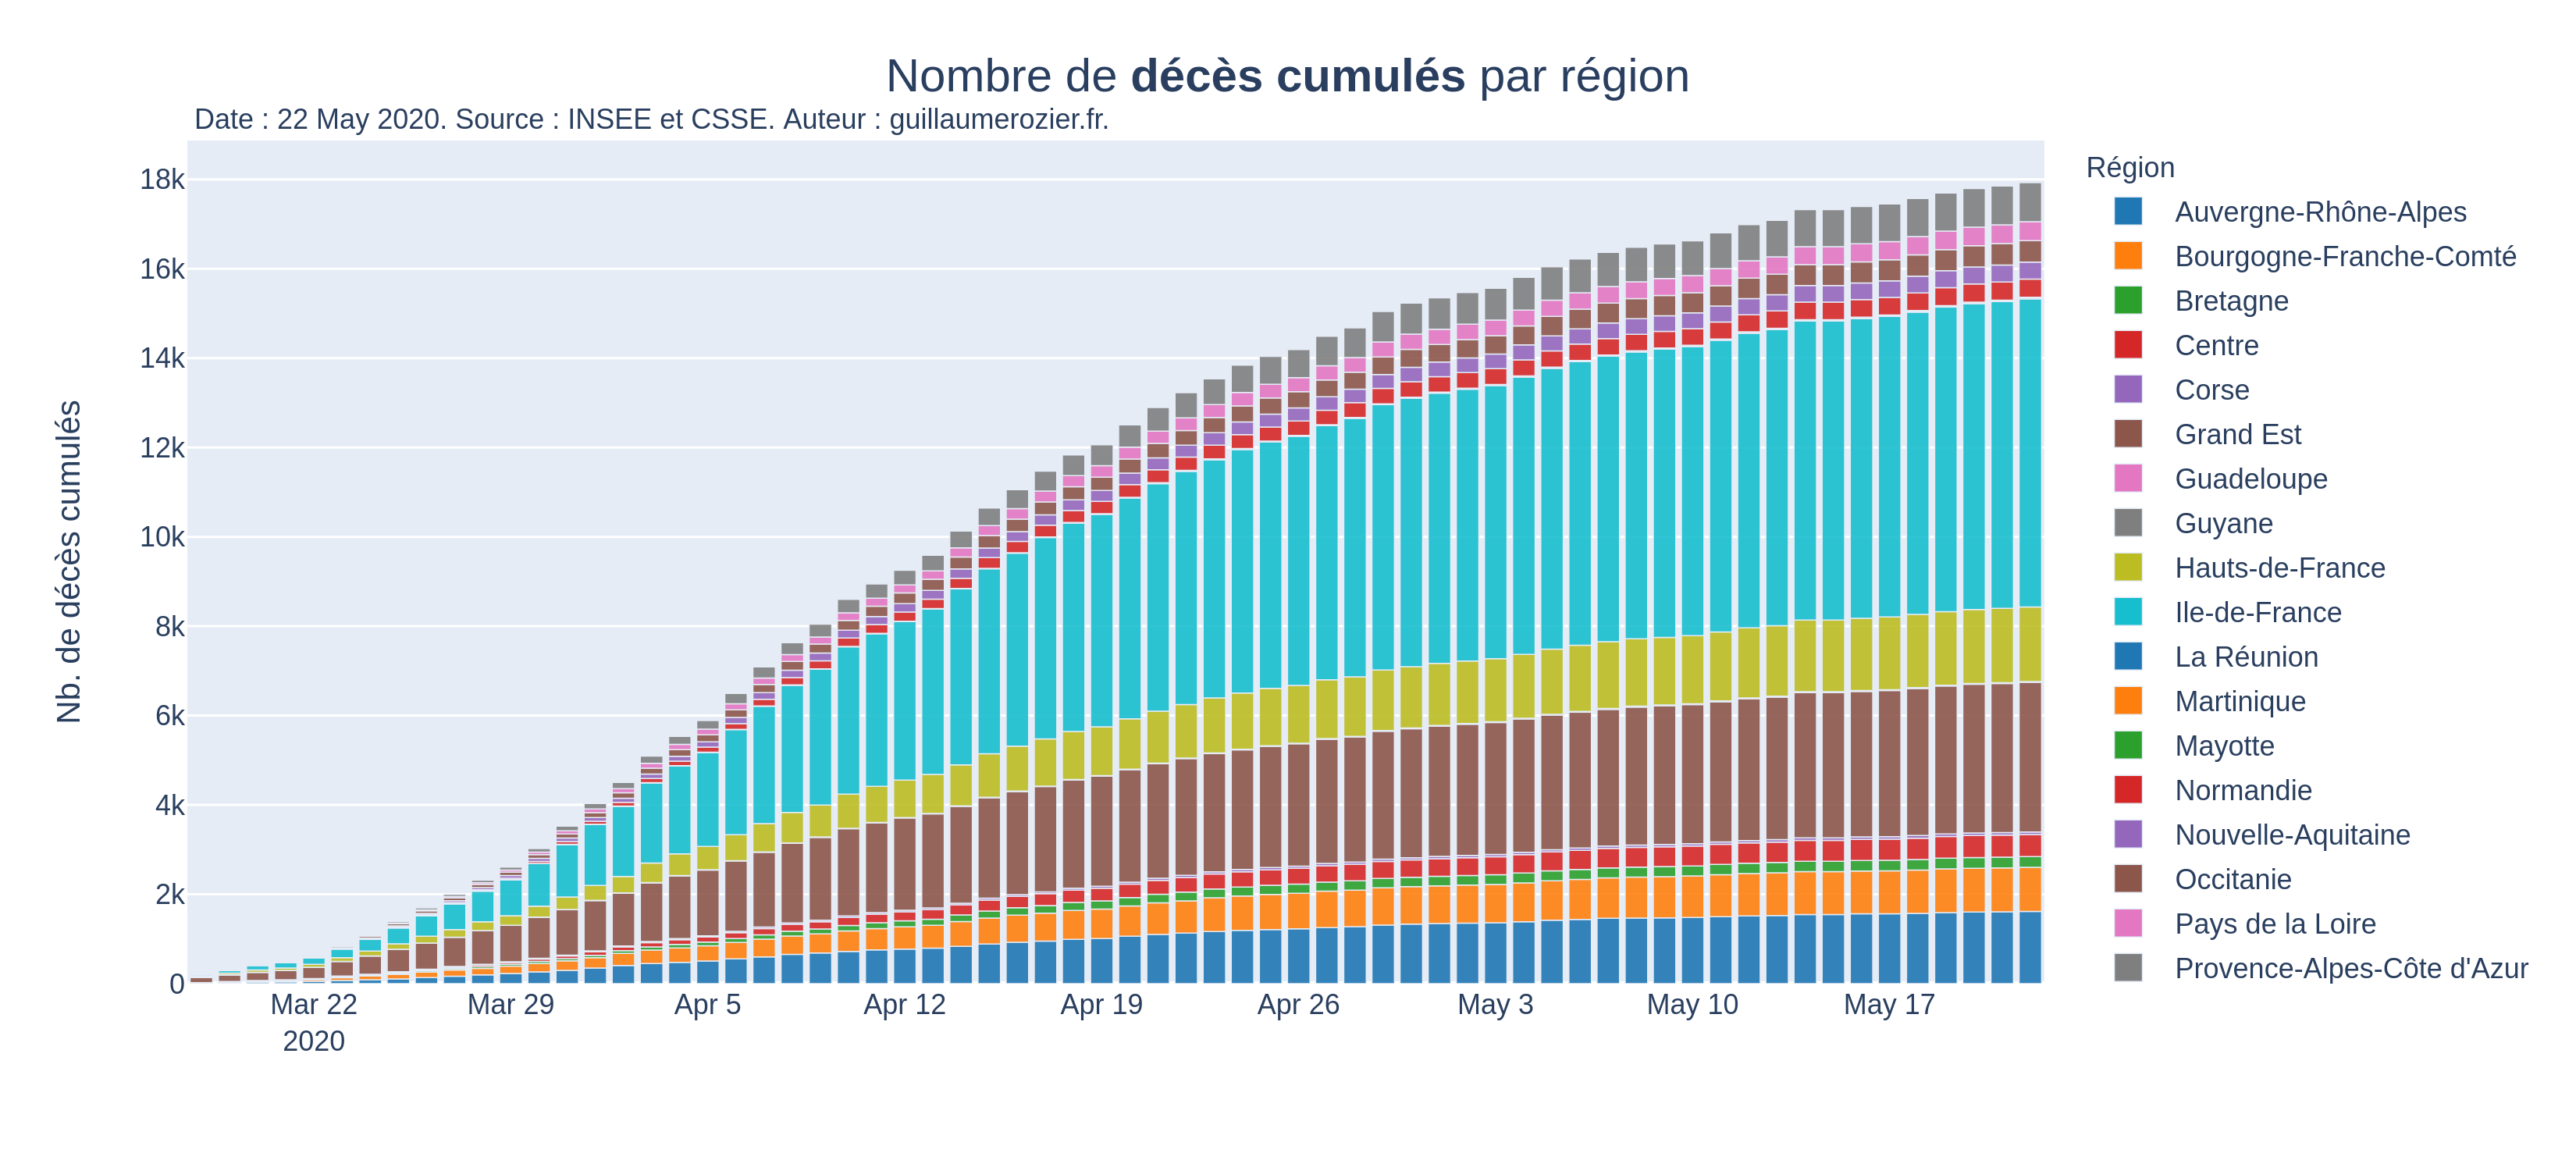 Nombre de décès cumulés par région
Date : 22 May 2020. Source : INSEE et CSSE. Auteur : guillaumerozier.fr.
Nb. de décès cumulés
18k
16k
14k
12k
10k
8k
6k
4k
2k
0
Mar 22
2020
Mar 29
Apr 5
Apr 12
Apr 19
Apr 26
May 3
May 10
May 17
Région
Auvergne-Rhône-Alpes
Bourgogne-Franche-Comté
Bretagne
Centre
Corse
Grand Est
Guadeloupe
Guyane
Hauts-de-France
Ile-de-France
La Réunion
Martinique
Mayotte
Normandie
Nouvelle-Aquitaine
Occitanie
Pays de la Loire
Provence-Alpes-Côte d'Azur